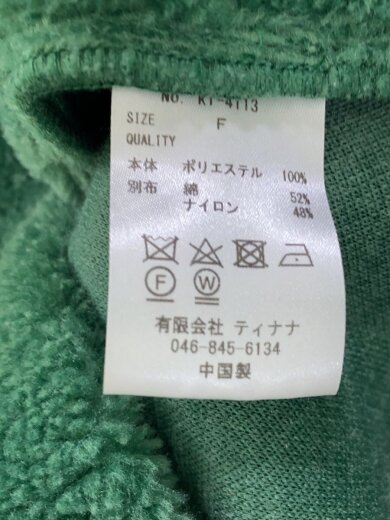 No. KT-4113
SIZE F
QUALITY
本体 ポリエステル 100%
別布 綿 52%
ナイロン 48%
F W
有限会社 ティナナ
046-845-6134
中国製